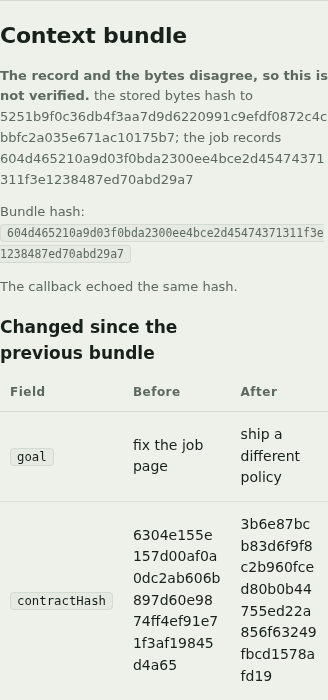 Context bundle
The record and the bytes disagree, so this is
not verified. the stored bytes hash to
5251b9f0c36db4f3aa7d9d6220991c9efdf0872c4c
bbfc2a035e671ac10175b7; the job records
604d465210a9d03f0bda2300ee4bce2d45474371
311f3e1238487ed70abd29a7
Bundle hash:
604d465210a9d03f0bda2300ee4bce2d45474371311f3e
1238487ed70abd29a7
The callback echoed the same hash.
Changed since the
previous bundle
Field Before After
goal
fix the job
page
ship a
different
policy
contractHash
6304e155e
157d00af0a
0dc2ab606b
897d60e98
74ff4ef91e7
1f3af19845
d4a65
3b6e87bc
b83d6f9f8
c2b960fce
d80b0b44
755ed22a
856f63249
fbcd1578a
fd19